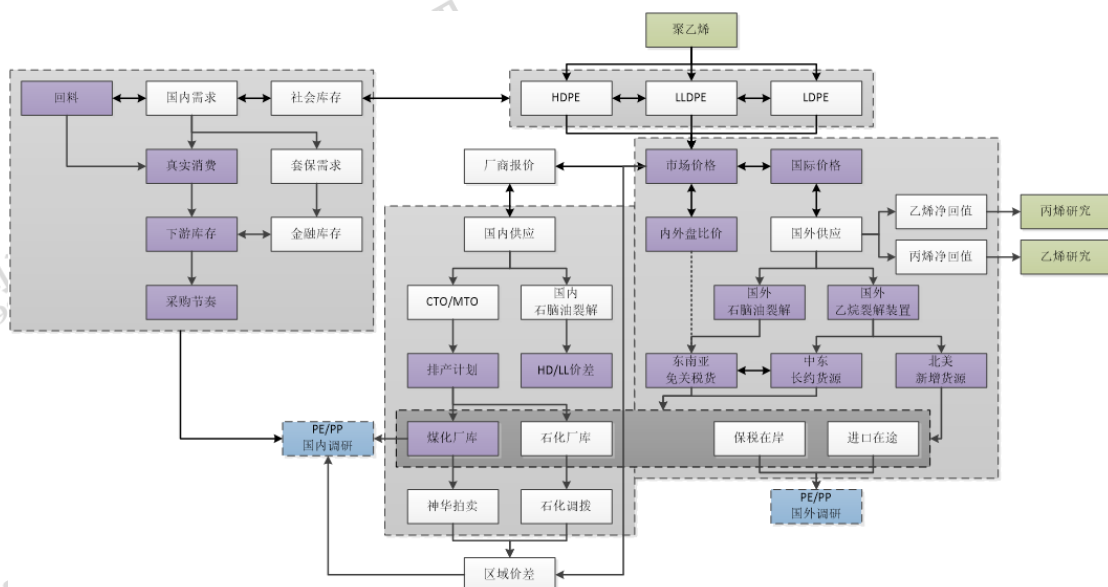 聚乙烯
回料
国内需求
社会库存
HDPE
LLDPE
LDPE
真实消费
套保需求
厂商报价
市场价格
国际价格
下游库存
金融库存
国内供应
内外盘比价
国外供应
乙烯净回值
丙烯研究
丙烯净回值
乙烯研究
采购节奏
CTO/MTO
国内
石脑油裂解
国外
石脑油裂解
国外
乙烷裂解装置
排产计划
HD/LL价差
东南亚
免关税货
中东
长约货源
北美
新增货源
PE/PP
国内调研
煤化厂库
石化厂库
保税在岸
进口在途
神华拍卖
石化调拨
PE/PP
国外调研
区域价差